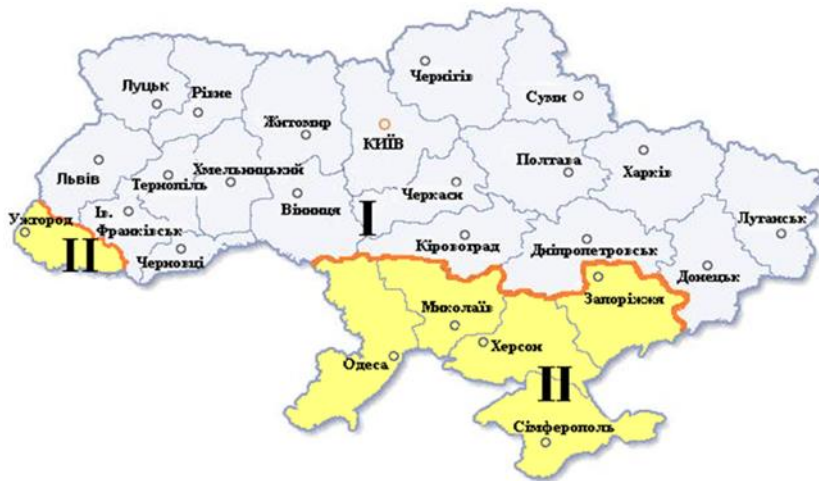 Чернігів
Луцьк
Рівне
Суми
Житомир
КИЇВ
Львів
Тернопіль
Хмельницький
Полтава
Харків
Вінниця
Черкаси
Ужгород
Ів.
Франківськ
I
Луганськ
II
Черновці
Кіровоград
Дніпропетровськ
Донецьк
Миколаїв
Запоріжжя
Херсон
Одеса
II
Сімферополь